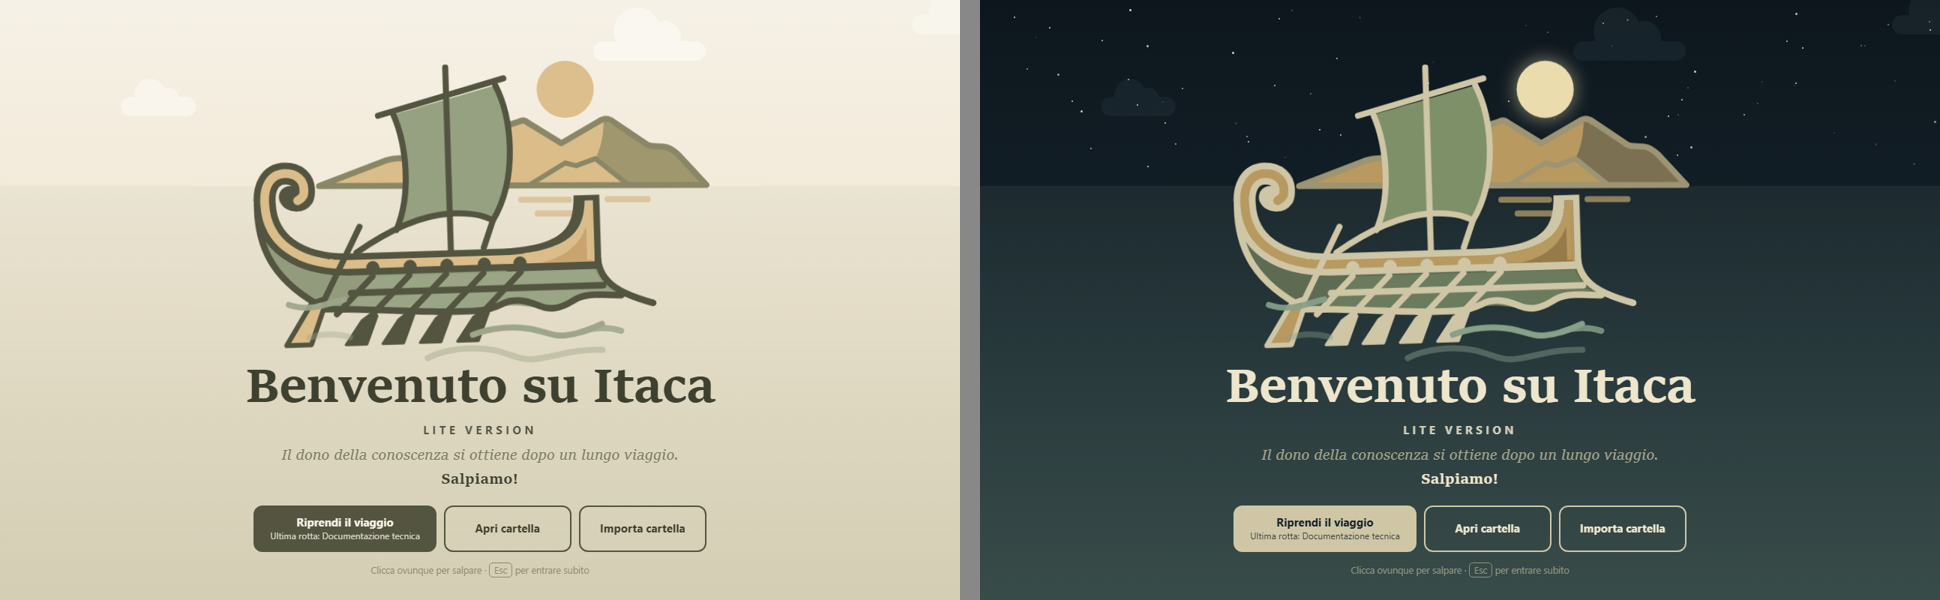 Benvenuto su Itaca
LITE VERSION
Il dono della conoscenza si ottiene dopo un lungo viaggio.
Salpiamo!
Riprendi il viaggio
Ultima rotta: Documentazione tecnica
Apri cartella
Importa cartella
Clicca ovunque per salpare · Esc per entrare subito
Benvenuto su Itaca
LITE VERSION
Il dono della conoscenza si ottiene dopo un lungo viaggio.
Salpiamo!
Riprendi il viaggio
Ultima rotta: Documentazione tecnica
Apri cartella
Importa cartella
Clicca ovunque per salpare · Esc per entrare subito